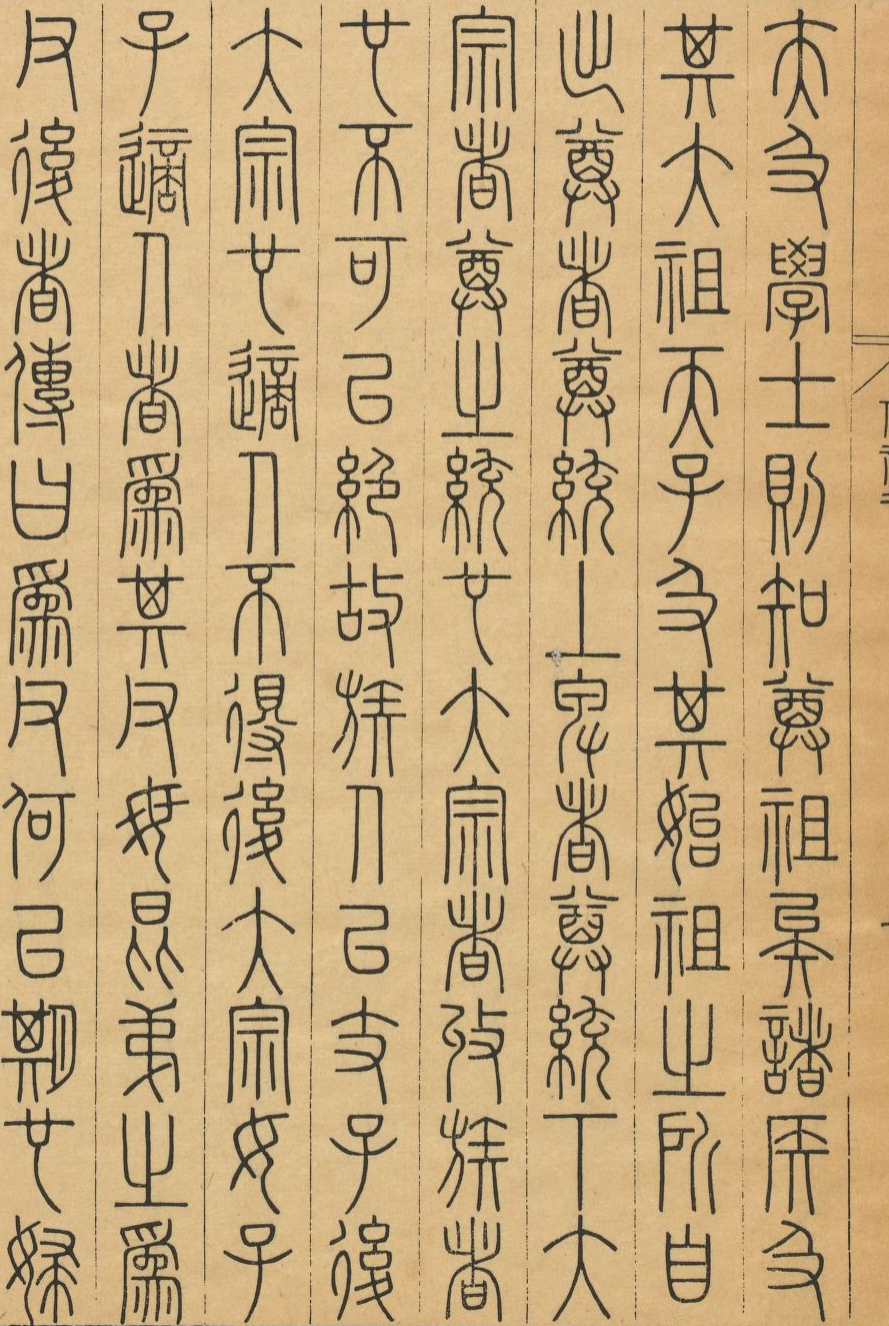 夫及學士則知尊祖矣諸侯及
其大祖天子及其始祖之所自
出尊者尊統上卑者尊統下大
宗者尊之統也大宗者收族者
也不可以絕故族人以支子後
大宗也適人不得後大宗女子
子適人者為其父母昆弟之為
父後者傳曰為父何以期也婦